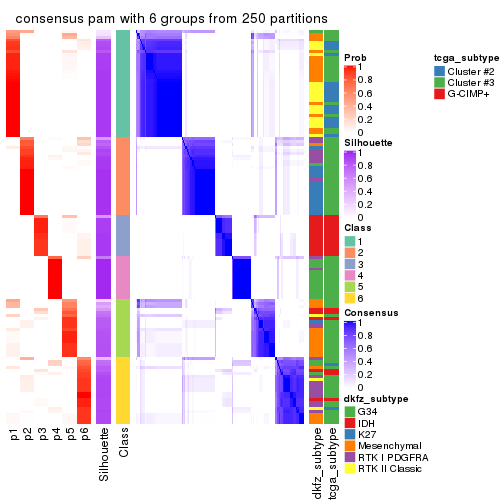 consensus pam with 6 groups from 250 partitions
p1
p2
p3
p4
p5
p6
Silhouette
Class
dkfz_subtype
tcga_subtype
Prob
1
0.8
0.6
0.4
0.2
0
Silhouette
1
0.8
0.6
0.4
0.2
0
Class
1
2
3
4
5
6
Consensus
1
0.8
0.6
0.4
0.2
0
dkfz_subtype
G34
IDH
K27
Mesenchymal
RTK I PDGFRA
RTK II Classic
tcga_subtype
Cluster #2
Cluster #3
G-CIMP+